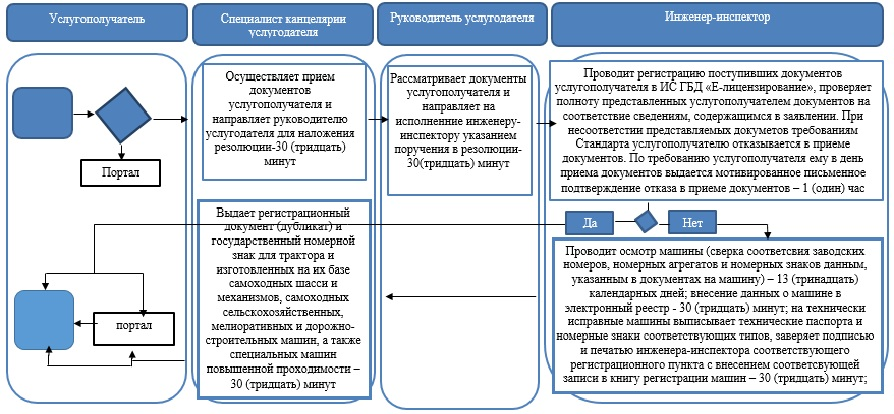 Услугополучатель
Специалист канцелярии
услугодателя
Руководитель услугодателя
Инженер-инспектор
Портал
Осуществляет прием
документов
услугополучателя и
направляет руководителю
услугодателя для наложения
резолюции-30 (тридцать)
минут
Рассматривает документы
услугополучателя и
направляет на
исполнение инженеру-
инспектору указанием
поручения в резолюции-
30(тридцать) минут
Проводит регистрацию поступивших документов
услугополучателя в ИС ГБД «Е-лицензирование», проверяет
полноту представленных услугополучателем документов на
соответствие сведениям, содержащимся в заявлении. При
несоответствии представляемых докуметов требованиям
Стандарта услугополучателю отказывается в приеме
документов. По требованию услугополучателя ему в день
приема документов выдается мотивированное письменное
подтверждение отказа в приеме документов – 1 (один) час
Да
Нет
портал
Выдает регистрационный
документ (дубликат) и
государственный номерной
знак для трактора и
изготовленных на их базе
самоходных шасси и
механизмов, самоходных
сельскохозяйственных,
мелиоративных и дорожно-
строительных машин, а также
специальных машин
повышенной проходимости –
30 (тридцать) минут
Проводит осмотр машины (сверка соответсвия заводских
номеров, номерных агрегатов и номерных знаков данным,
указанным в документах на машину) – 13 (тринадцать)
календарных дней; внесение данных о машине в
электронный реестр - 30 (тридцать) минут; на технически
исправные машины выписывает технические паспорта и
номерные знаки соответствующих типов, заверяет подписью
и печатью инженера-инспектора соответствующего
регистрационного пункта с внесением соответсвующей
записи в книгу регистрации машин – 30 (тридцать) минут;